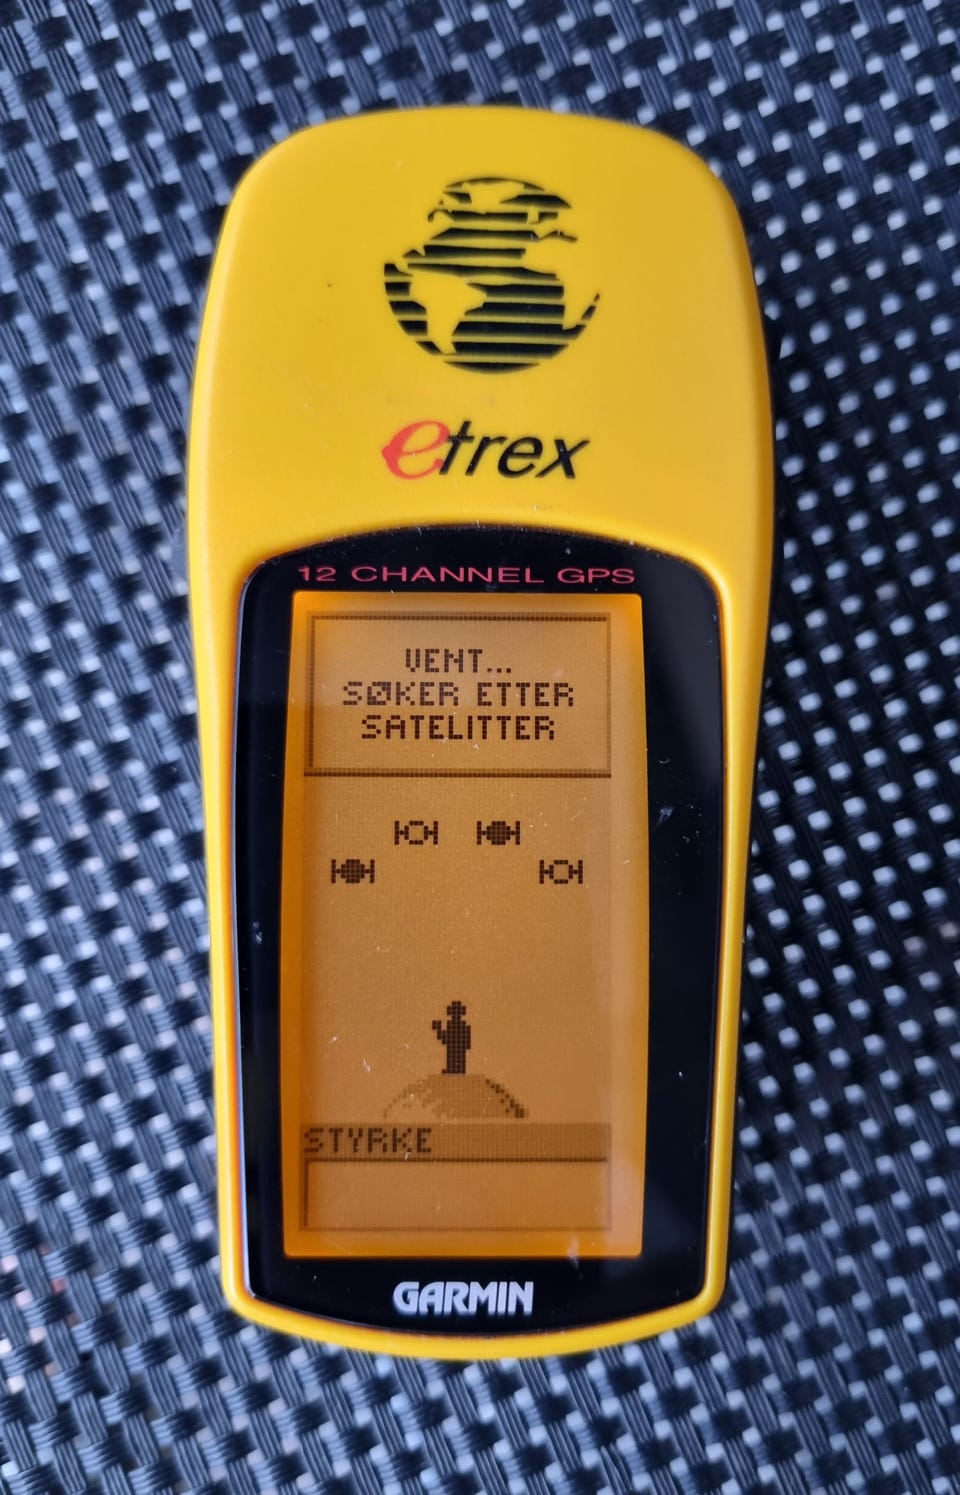 etrex
12 CHANNEL GPS
VENT...
SØKER ETTER
SATELITTER
STYRKE
GARMIN